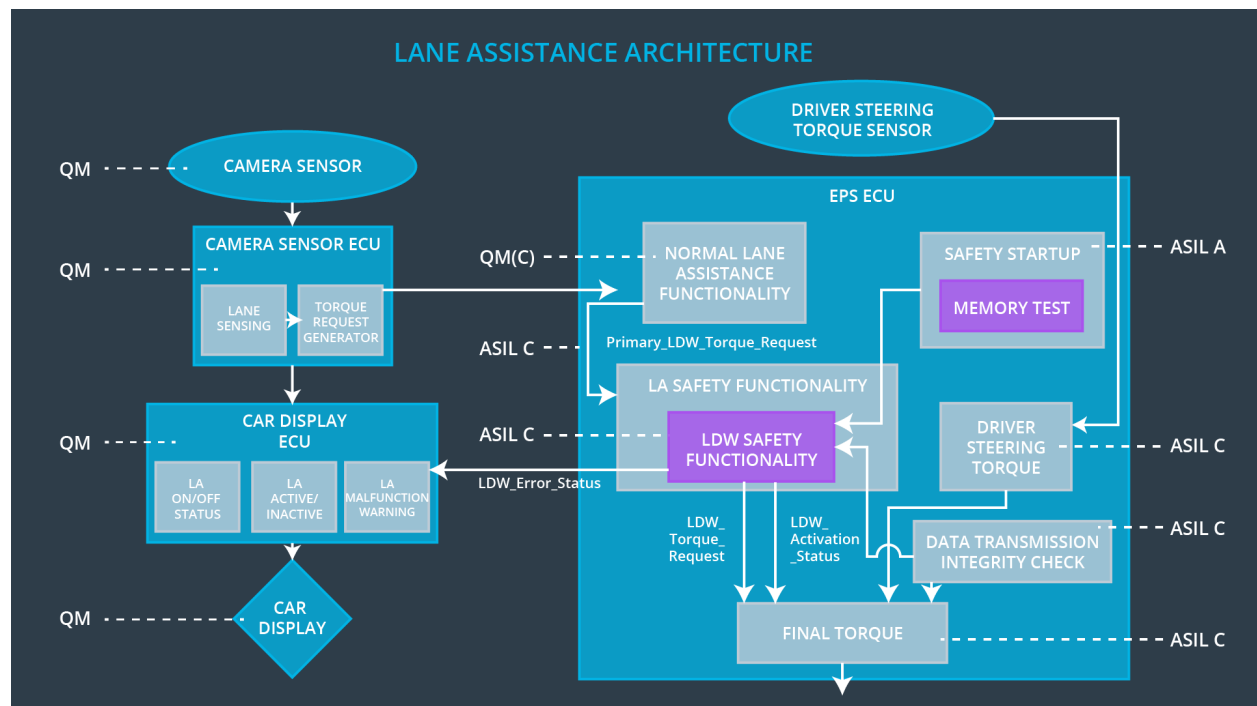 LANE ASSISTANCE ARCHITECTURE
DRIVER STEERING
TORQUE SENSOR
QM
CAMERA SENSOR
EPS ECU
QM
CAMERA SENSOR ECU
LANE
SENSING
TORQUE
REQUEST
GENERATOR
QM(C)
NORMAL LANE
ASSISTANCE
FUNCTIONALITY
SAFETY STARTUP
MEMORY TEST
ASIL A
ASIL C
Primary_LDW_Torque_Request
LA SAFETY FUNCTIONALITY
ASIL C
LDW SAFETY
FUNCTIONALITY
DRIVER
STEERING
TORQUE
ASIL C
QM
CAR DISPLAY
ECU
LA
ON/OFF
STATUS
LA
ACTIVE/
INACTIVE
LA
MALFUNCTION
WARNING
LDW_Error_Status
LDW_
Torque_
Request
LDW_
Activation
_Status
DATA TRANSMISSION
INTEGRITY CHECK
ASIL C
QM
CAR
DISPLAY
FINAL TORQUE
ASIL C